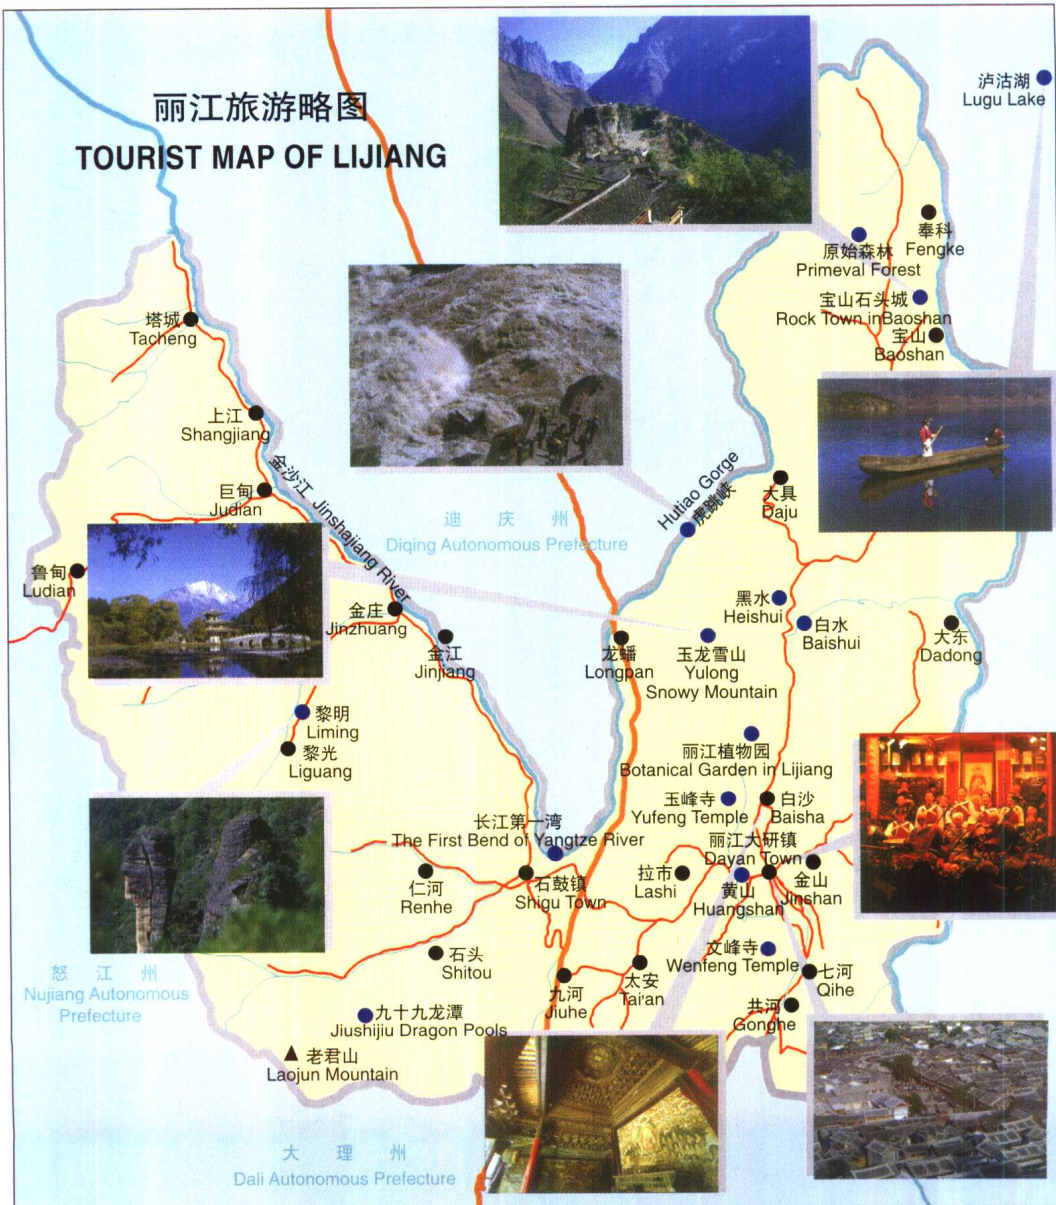 丽江旅游略图
TOURIST MAP OF LIJIANG
泸沽湖
Lugu Lake
奉科
Fengke
原始森林
Primeval Forest
宝山石头城
Rock Town inBaoshan
宝山
Baoshan
塔城
Tacheng
上江
Shangjiang
巨甸
Judian
金沙江 Jinshajiang River
迪庆州
Diqing Autonomous Prefecture
Hutiao Gorge
虎跳峡
大具
Daju
鲁甸
Ludian
金庄
Jinzhuang
金江
Jinjiang
龙蟠
Longpan
黑水
Heishui
白水
Baishui
大东
Dadong
玉龙雪山
Yulong
Snowy Mountain
黎明
Liming
黎光
Liguang
丽江植物园
Botanical Garden in Lijiang
玉峰寺
Yufeng Temple
白沙
Baisha
长江第一湾
The First Bend of Yangtze River
丽江大研镇
Dayan Town
仁河
Renhe
石鼓镇
Shigu Town
拉市
Lashi
黄山
Huangshan
金山
Jinshan
石头
Shitou
文峰寺
Wenfeng Temple
七河
Qihe
怒江州
Nujiang Autonomous
Prefecture
九河
Jiuhe
太安
Tai'an
共河
Gonghe
九十九龙潭
Jiushijiu Dragon Pools
老君山
Laojun Mountain
大理州
Dali Autonomous Prefecture